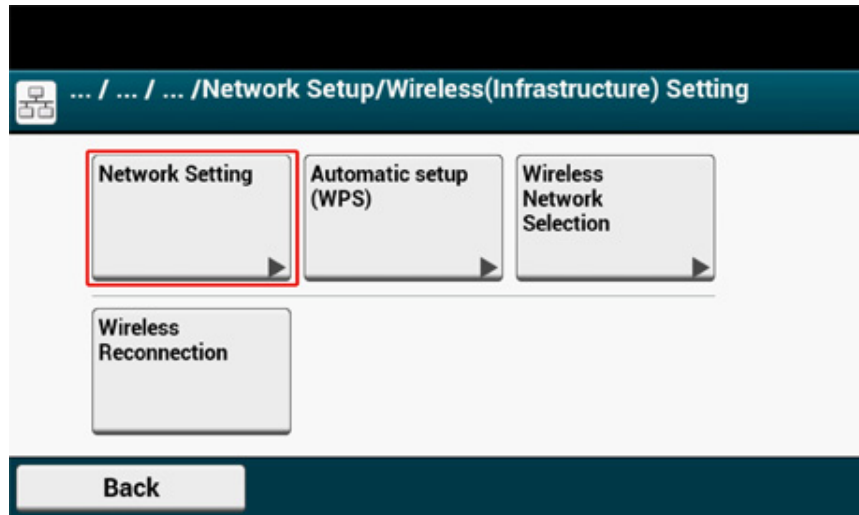 ... / ... / ... /Network Setup/Wireless(Infrastructure) Setting
Network Setting
Automatic setup
(WPS)
Wireless
Network
Selection
Wireless
Reconnection
Back